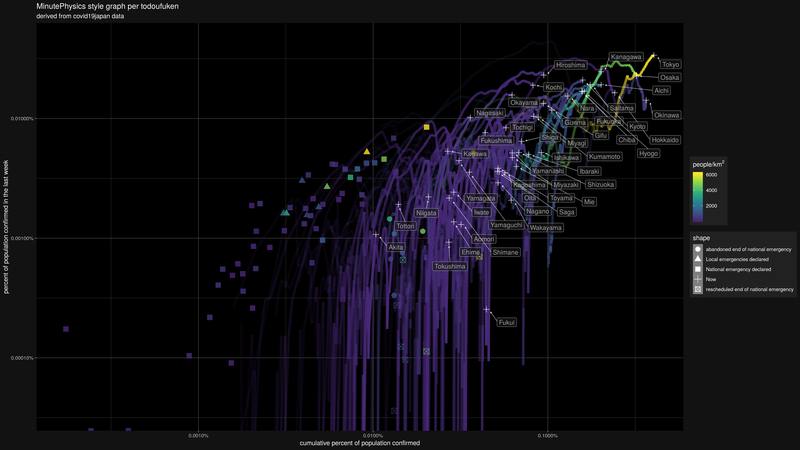 MinutePhysics style graph per todoufuken
derived from covid19japan data
percent of population confirmed in the last week
0.01000%
0.00100%
0.00010%
0.0010%
0.0100%
0.1000%
cumulative percent of population confirmed
Hiroshima
Kanagawa
Tokyo
Osaka
Kochi
Aichi
Okayama
Nara
Saitama
Okinawa
Nagasaki
Gunma
Fukuoka
Kyoto
Tochigi
Gifu
Hokkaido
Chiba
Hyogo
Fukushima
Shiga
Miyagi
Kagawa
Ishikawa
Kumamoto
Yamanashi
Ibaraki
Kagoshima
Miyazaki
Shizuoka
Yamagata
Oita
Toyama
Mie
Niigata
Iwate
Nagano
Saga
Tottori
Yamaguchi
Wakayama
Akita
Aomori
Ehime
Shimane
Tokushima
Fukui
people/km²
6000
4000
2000
shape
abandoned end of national emergency
Local emergencies declared
National emergency declared
Now
rescheduled end of national emergency